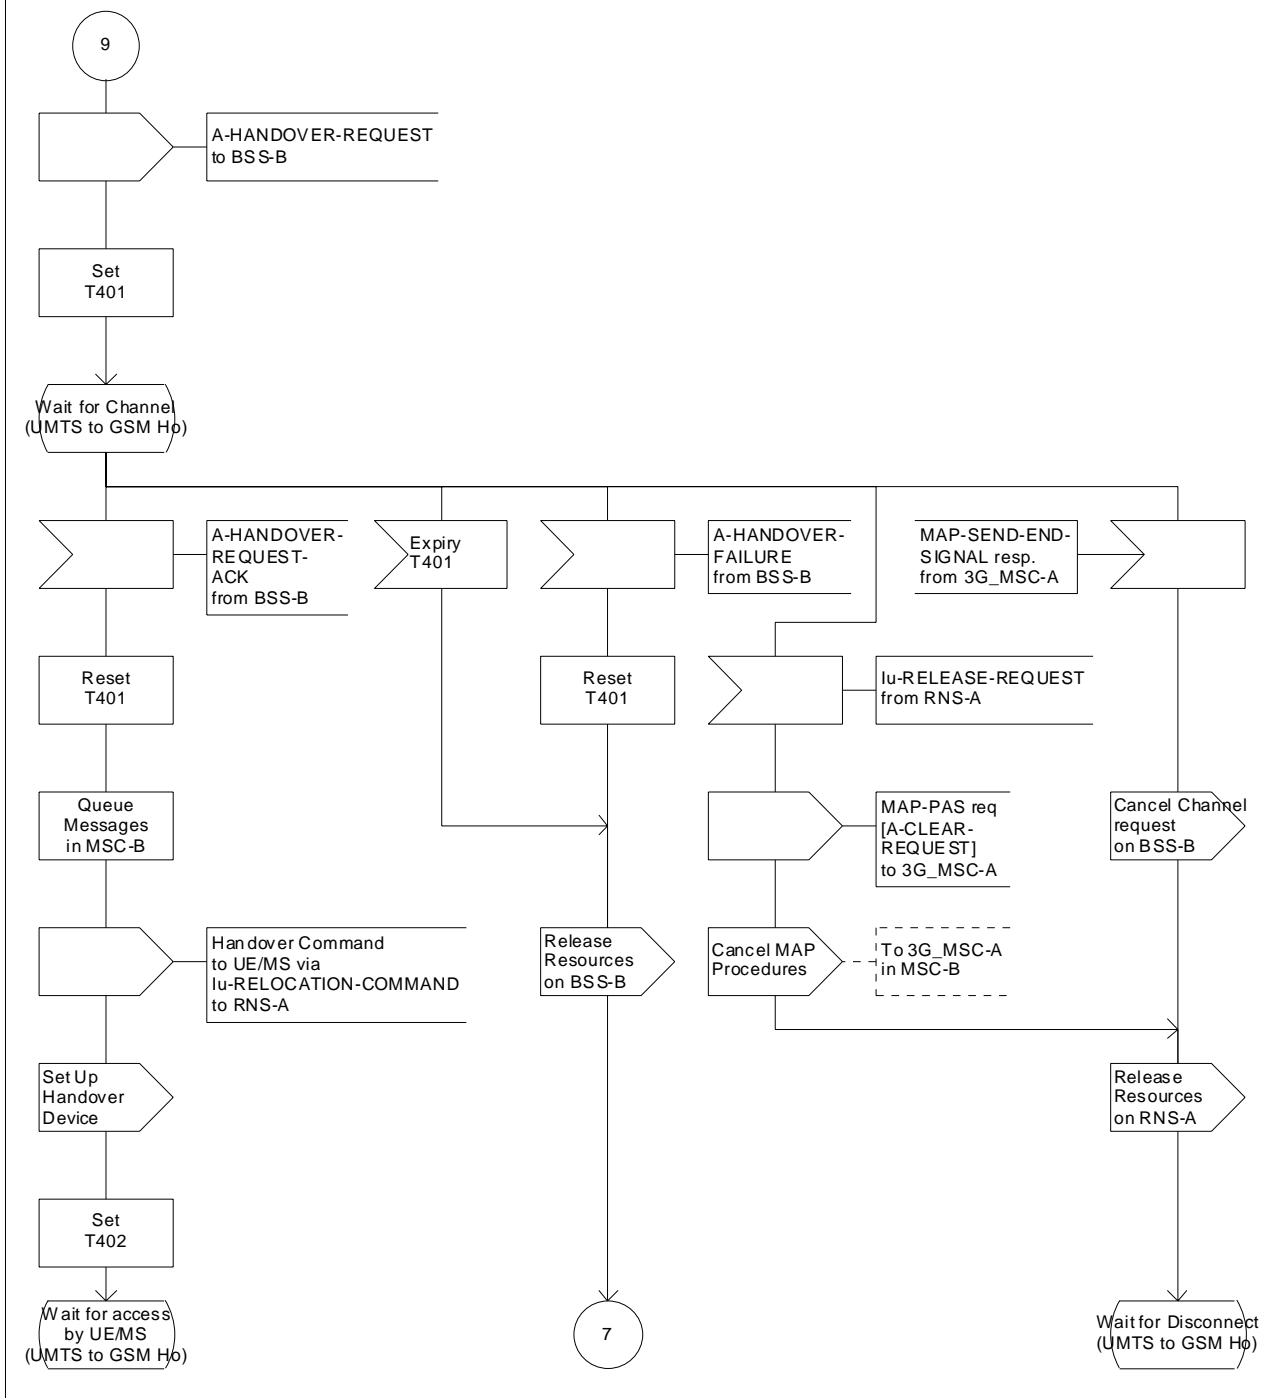 9
A-HANDOVER-REQUEST
to BSS-B
Set
T401
Wait for Channel
(UMTS to GSM Ho)
A-HANDOVER-
REQUEST-
ACK
from BSS-B
Expiry
T401
A-HANDOVER-
FAILURE
from BSS-B
MAP-SEND-END-
SIGNAL resp.
from 3G_MSC-A
Reset
T401
Reset
T401
Iu-RELEASE-REQUEST
from RNS-A
Queue
Messages
in MSC-B
MAP-PAS req
[A-CLEAR-
REQUEST]
to 3G_MSC-A
Cancel Channel
request
on BSS-B
Handover Command
to UE/MS via
Iu-RELOCATION-COMMAND
to RNS-A
Release
Resources
on BSS-B
Cancel MAP
Procedures
To 3G_MSC-A
in MSC-B
Set Up
Handover
Device
Release
Resources
on RNS-A
Set
T402
Wait for access
by UE/MS
(UMTS to GSM Ho)
7
Wait for Disconnect
(UMTS to GSM Ho)